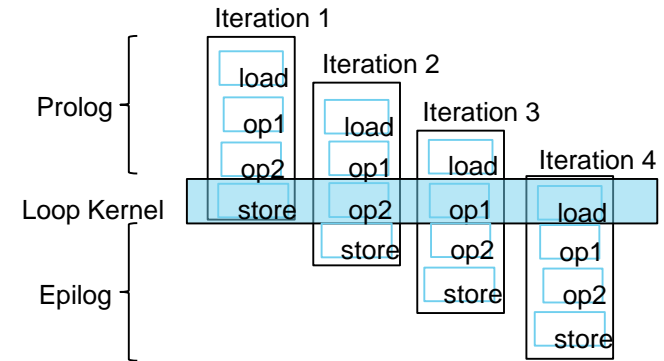 Iteration 1
Iteration 2
Iteration 3
Iteration 4
Prolog
load
op1 load
op2 op1 load
Loop Kernel store op2 op1 load
store op2 op1
Epilog store op2
store